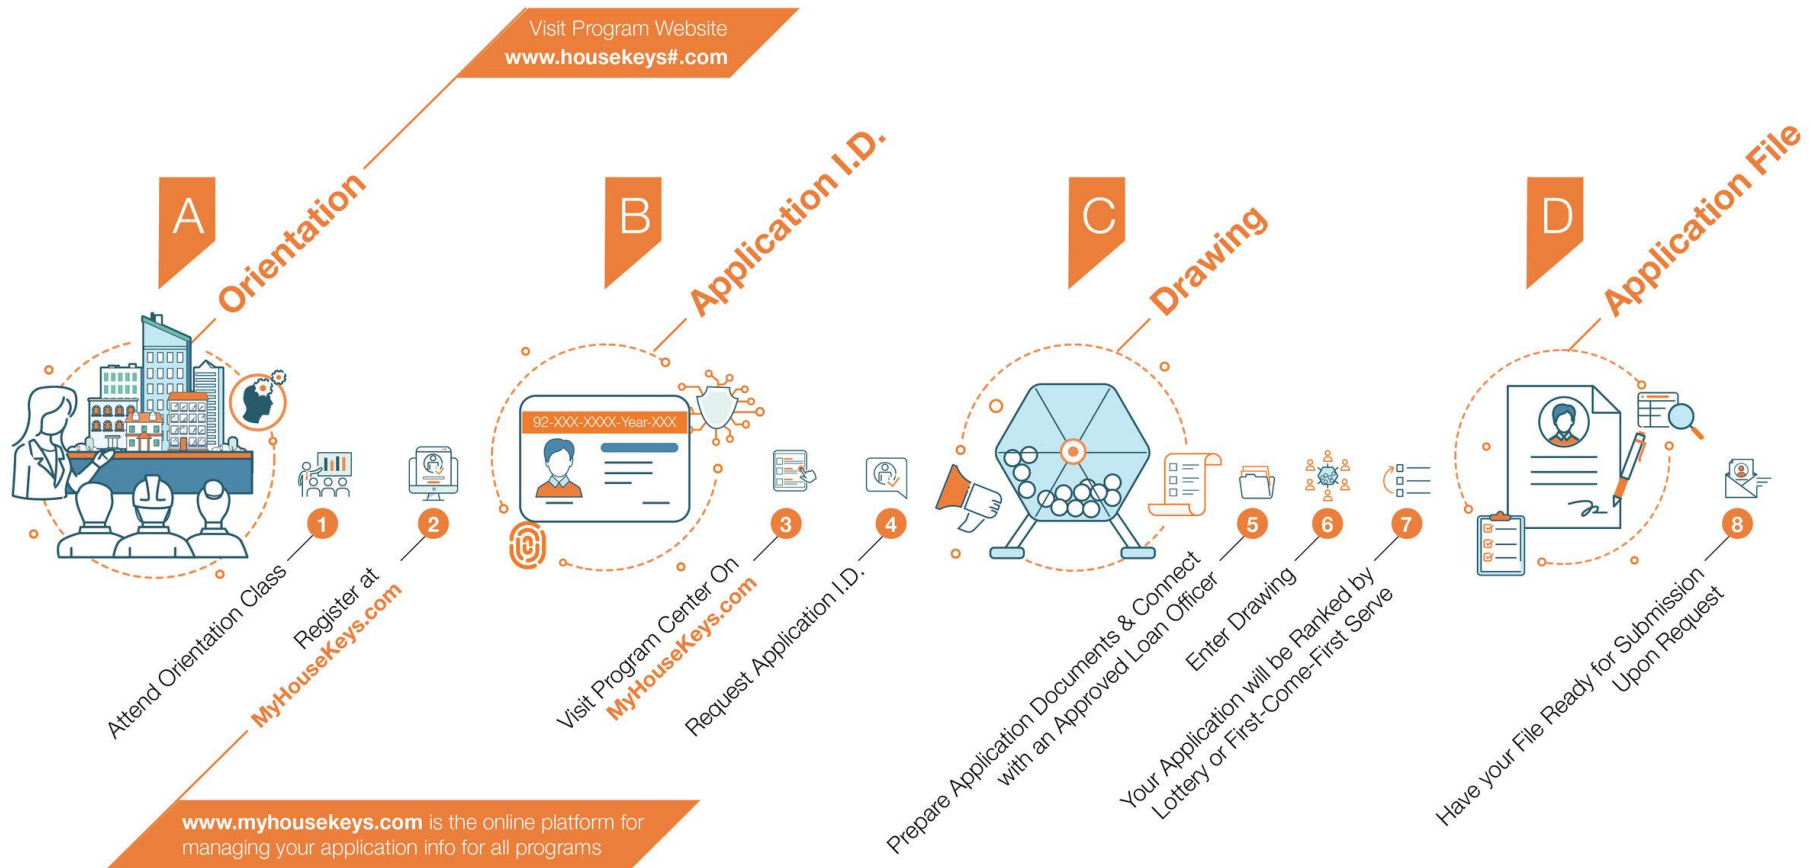 Visit Program Website
www.housekeys#.com
A
Orientation
1
Attend Orientation Class
2
Register at
MyHouseKeys.com
www.myhousekeys.com is the online platform for
managing your application info for all programs
B
Application I.D.
92-XXX-XXXX-Year-XXX
3
Visit Program Center On
MyHouseKeys.com
4
Request Application I.D.
C
Drawing
5
Prepare Application Documents & Connect
with an Approved Loan Officer
6
Enter Drawing
7
Your Application will be Ranked by
Lottery or First-Come-First Serve
D
Application File
8
Have your File Ready for Submission
Upon Request